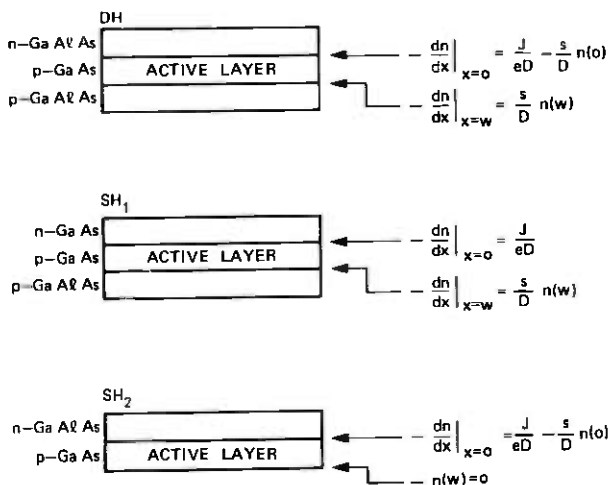 DH
n–Ga Aℓ As
p–Ga As
p–Ga Aℓ As
ACTIVE LAYER
– dn/dx |x=o = J/eD – s/D n(o)
– dn/dx |x=w = s/D n(w)
SH1
n–Ga As
p–Ga As
p–Ga Aℓ As
ACTIVE LAYER
– dn/dx |x=o = J/eD
– dn/dx |x=w = s/D n(w)
SH2
n–Ga Aℓ As
p–Ga As
ACTIVE LAYER
– dn/dx |x=o = J/eD – s/D n(o)
– n(w)=o